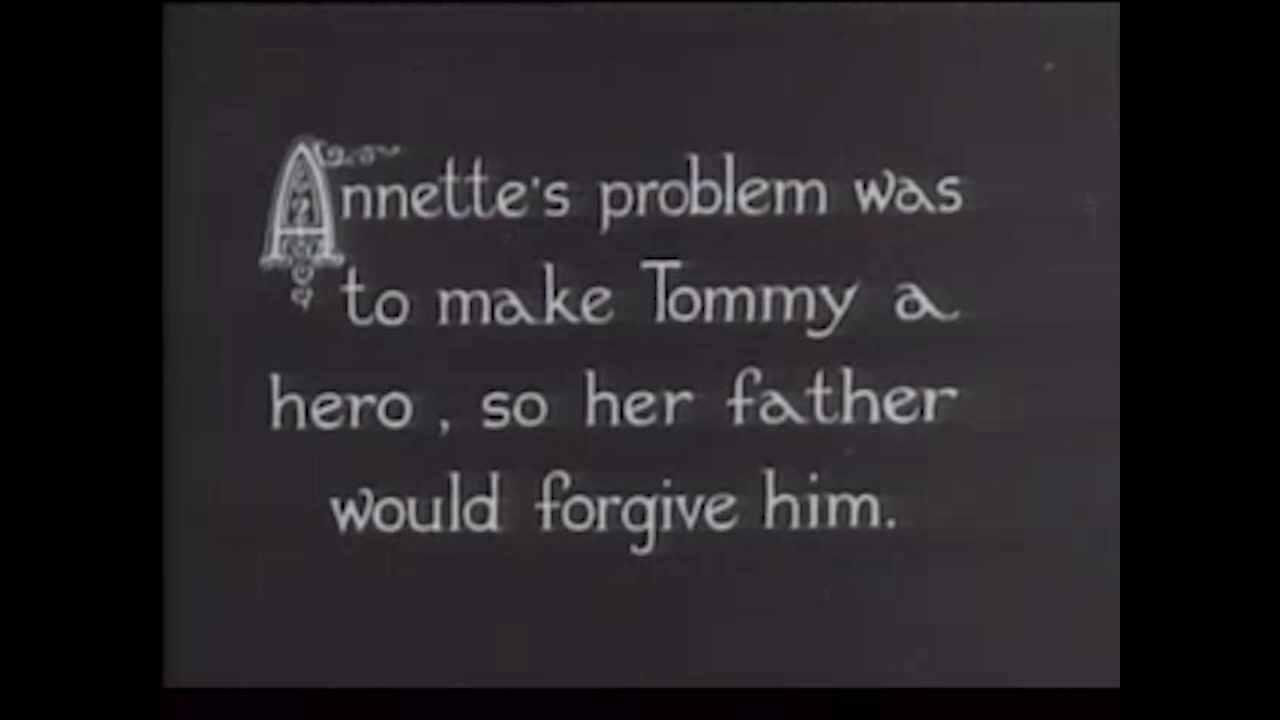 Annette's problem was
to make Tommy a
hero, so her father
would forgive him.